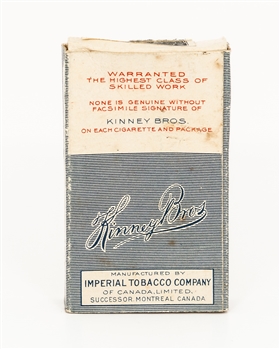 WARRANTED
THE HIGHEST CLASS OF
SKILLED WORK
NONE IS GENUINE WITHOUT
FACSIMILE SIGNATURE OF
KINNEY BROS
ON EACH CIGARETTE AND PACKAGE
Kinney Bros
MANUFACTURED BY
IMPERIAL TOBACCO COMPANY
OF CANADA, LIMITED.
SUCCESSOR. MONTREAL CANADA